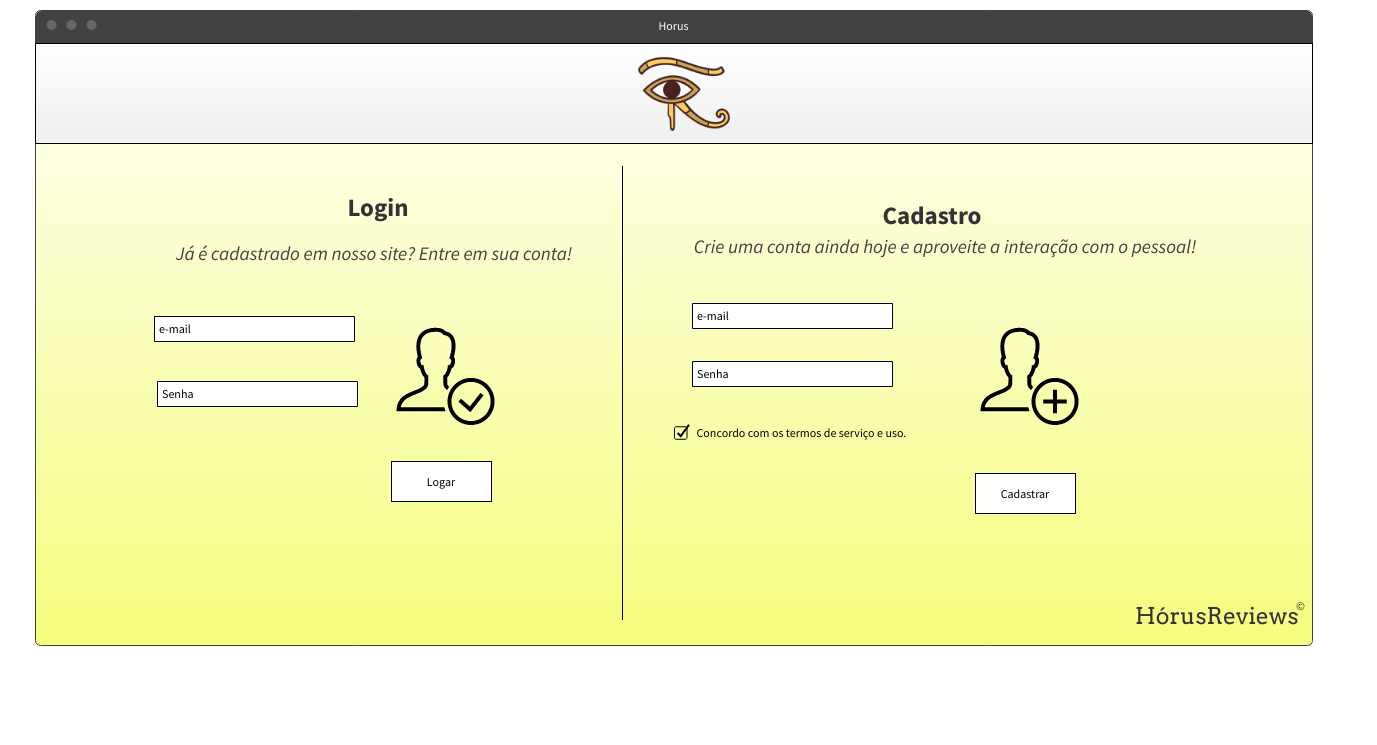 Horus
Login
Já é cadastrado em nosso site? Entre em sua conta!
e-mail
Senha
Logar
Cadastro
Crie uma conta ainda hoje e aproveite a interação com o pessoal!
e-mail
Senha
Concordo com os termos de serviço e uso.
Cadastrar
HórusReviews©